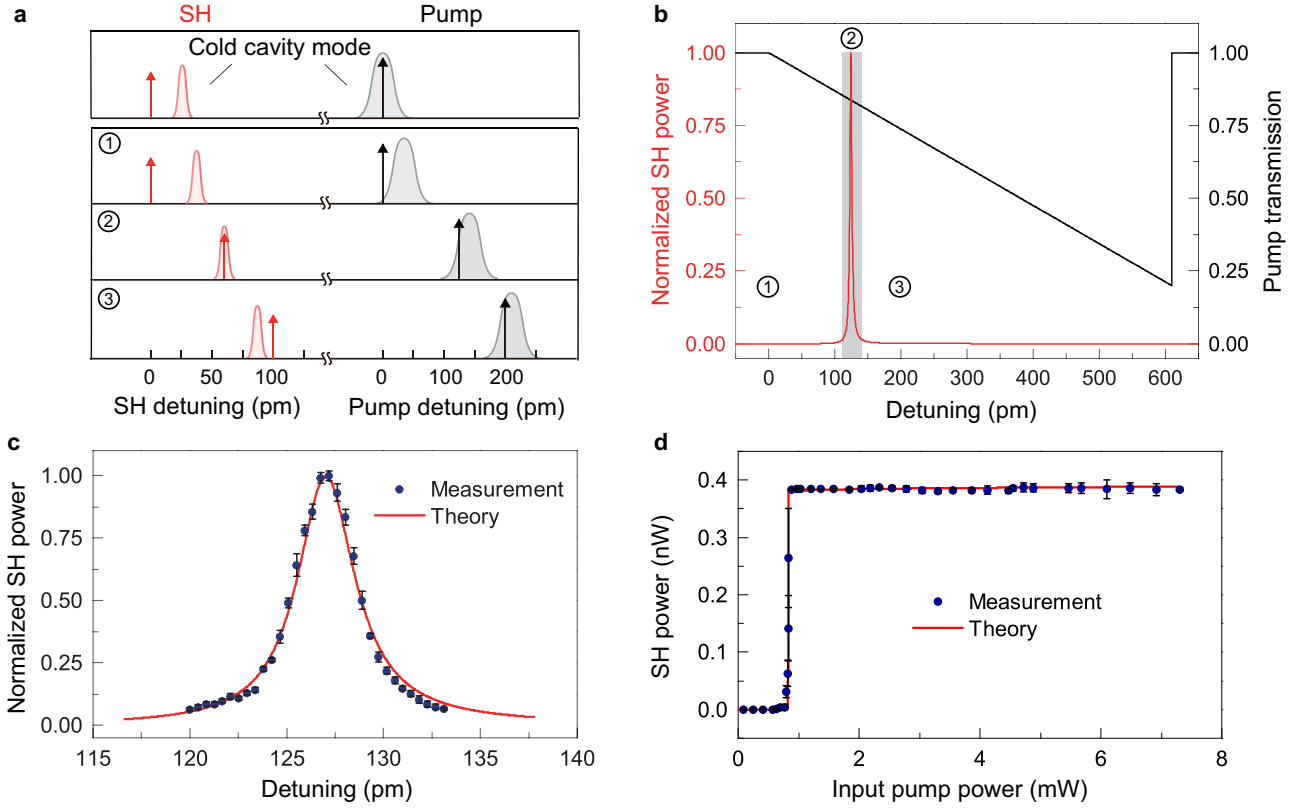 a
SH
Pump
Cold cavity mode
①
②
③
0 50 100 0 200
SH detuning (pm) Pump detuning (pm)
b
②
1.00 1.00
0.75 0.75
0.50 0.50
0.25 0.25
0.00 0.00
① ③
Normalized SH power
Pump transmission
0 100 200 300 400 500 600
Detuning (pm)
c
1.00
0.75
0.50
0.25
0.00
Normalized SH power
Measurement
Theory
115 120 125 130 135 140
Detuning (pm)
d
0.4
0.3
0.2
0.1
0.0
SH power (nW)
Measurement
Theory
0 2 4 6 8
Input pump power (mW)